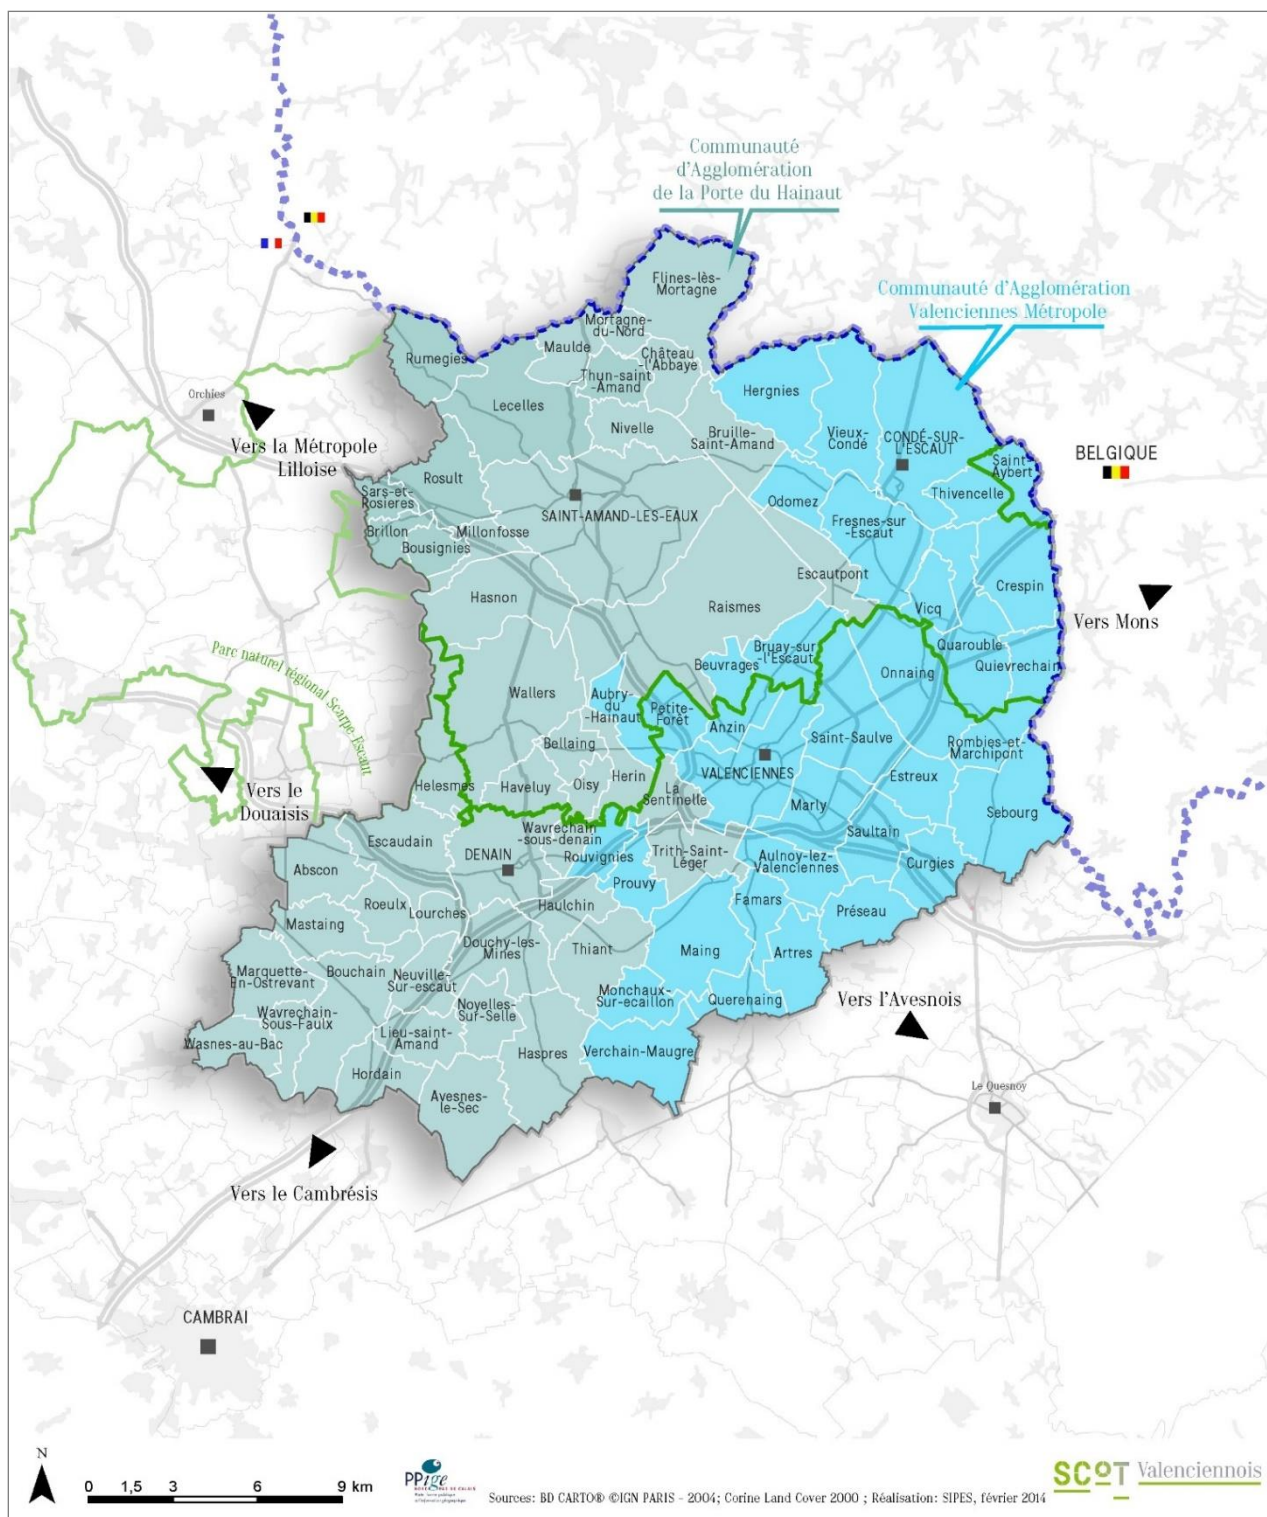 Communauté
d'Agglomération
de la Porte du Hainaut
Communauté d'Agglomération
Valenciennes Métropole
Flines-lès-
Mortagne
Mortagne-
du-Nord
Maulde
Château
-l'Abbaye
Rumegies
Thun-saint
-Amand
Hergnies
Orchies
Lecelles
Nivelle
Bruille-
Saint-Amand
Vieux-
Condé
CONDÉ-SUR-
L'ESCAUT
Vers la Métropole
Lilloise
BELGIQUE
Saint-
Aybert
Rosult
Sars-et-
Rosieres
Thivencelle
Odomez
SAINT-AMAND-LES-EAUX
Fresnes-sur
-Escaut
Brillon
Millonfosse
Bousignies
Escautpont
Crespin
Hasnon
Raismes
Vicq
Vers Mons
Parc naturel régional Scarpe-Escaut
Bruay-sur
-l'Escaut
Beuvrages
Quarouble
Quievrechain
Onnaing
Wallers
Aubry-
du
-Hainaut
Petite-
Forêt
Anzin
Saint-Saulve
Rombies-et-
Marchipont
Bellaing
VALENCIENNES
Estreux
Herin
Helesmes
Haveluy
Oisy
La
Sentinelle
Marly
Sebourg
Vers le
Douaisis
Wavrechain
-sous-denain
Saultain
Escaudain
DENAIN
Rouvignies
Trith-Saint-
Léger
Aulnoy-lez-
Valenciennes
Curgies
Abscon
Prouvy
Famars
Roeulx
Lourches
Haulchin
Préseau
Mastaing
Douchy-les-
Mines
Thiant
Maing
Artres
Marquette-
En-Ostrevant
Bouchain
Neuville-
Sur-escaut
Monchaux-
Sur-ecaillon
Querenaing
Vers l'Avesnois
Wavrechain-
Sous-Faulx
Noyelles-
Sur-Selle
Wasnes-au-Bac
Lieu-saint-
Amand
Haspres
Verchain-Maugre
Hordain
Avesnes-
le-Sec
Le Quesnoy
Vers le Cambrésis
CAMBRAI
N
0 1,5 3 6 9 km
PPige
Sources: BD CARTO® ©IGN PARIS - 2004; Corine Land Cover 2000 ; Réalisation: SIPES, février 2014
SCOT Valenciennois